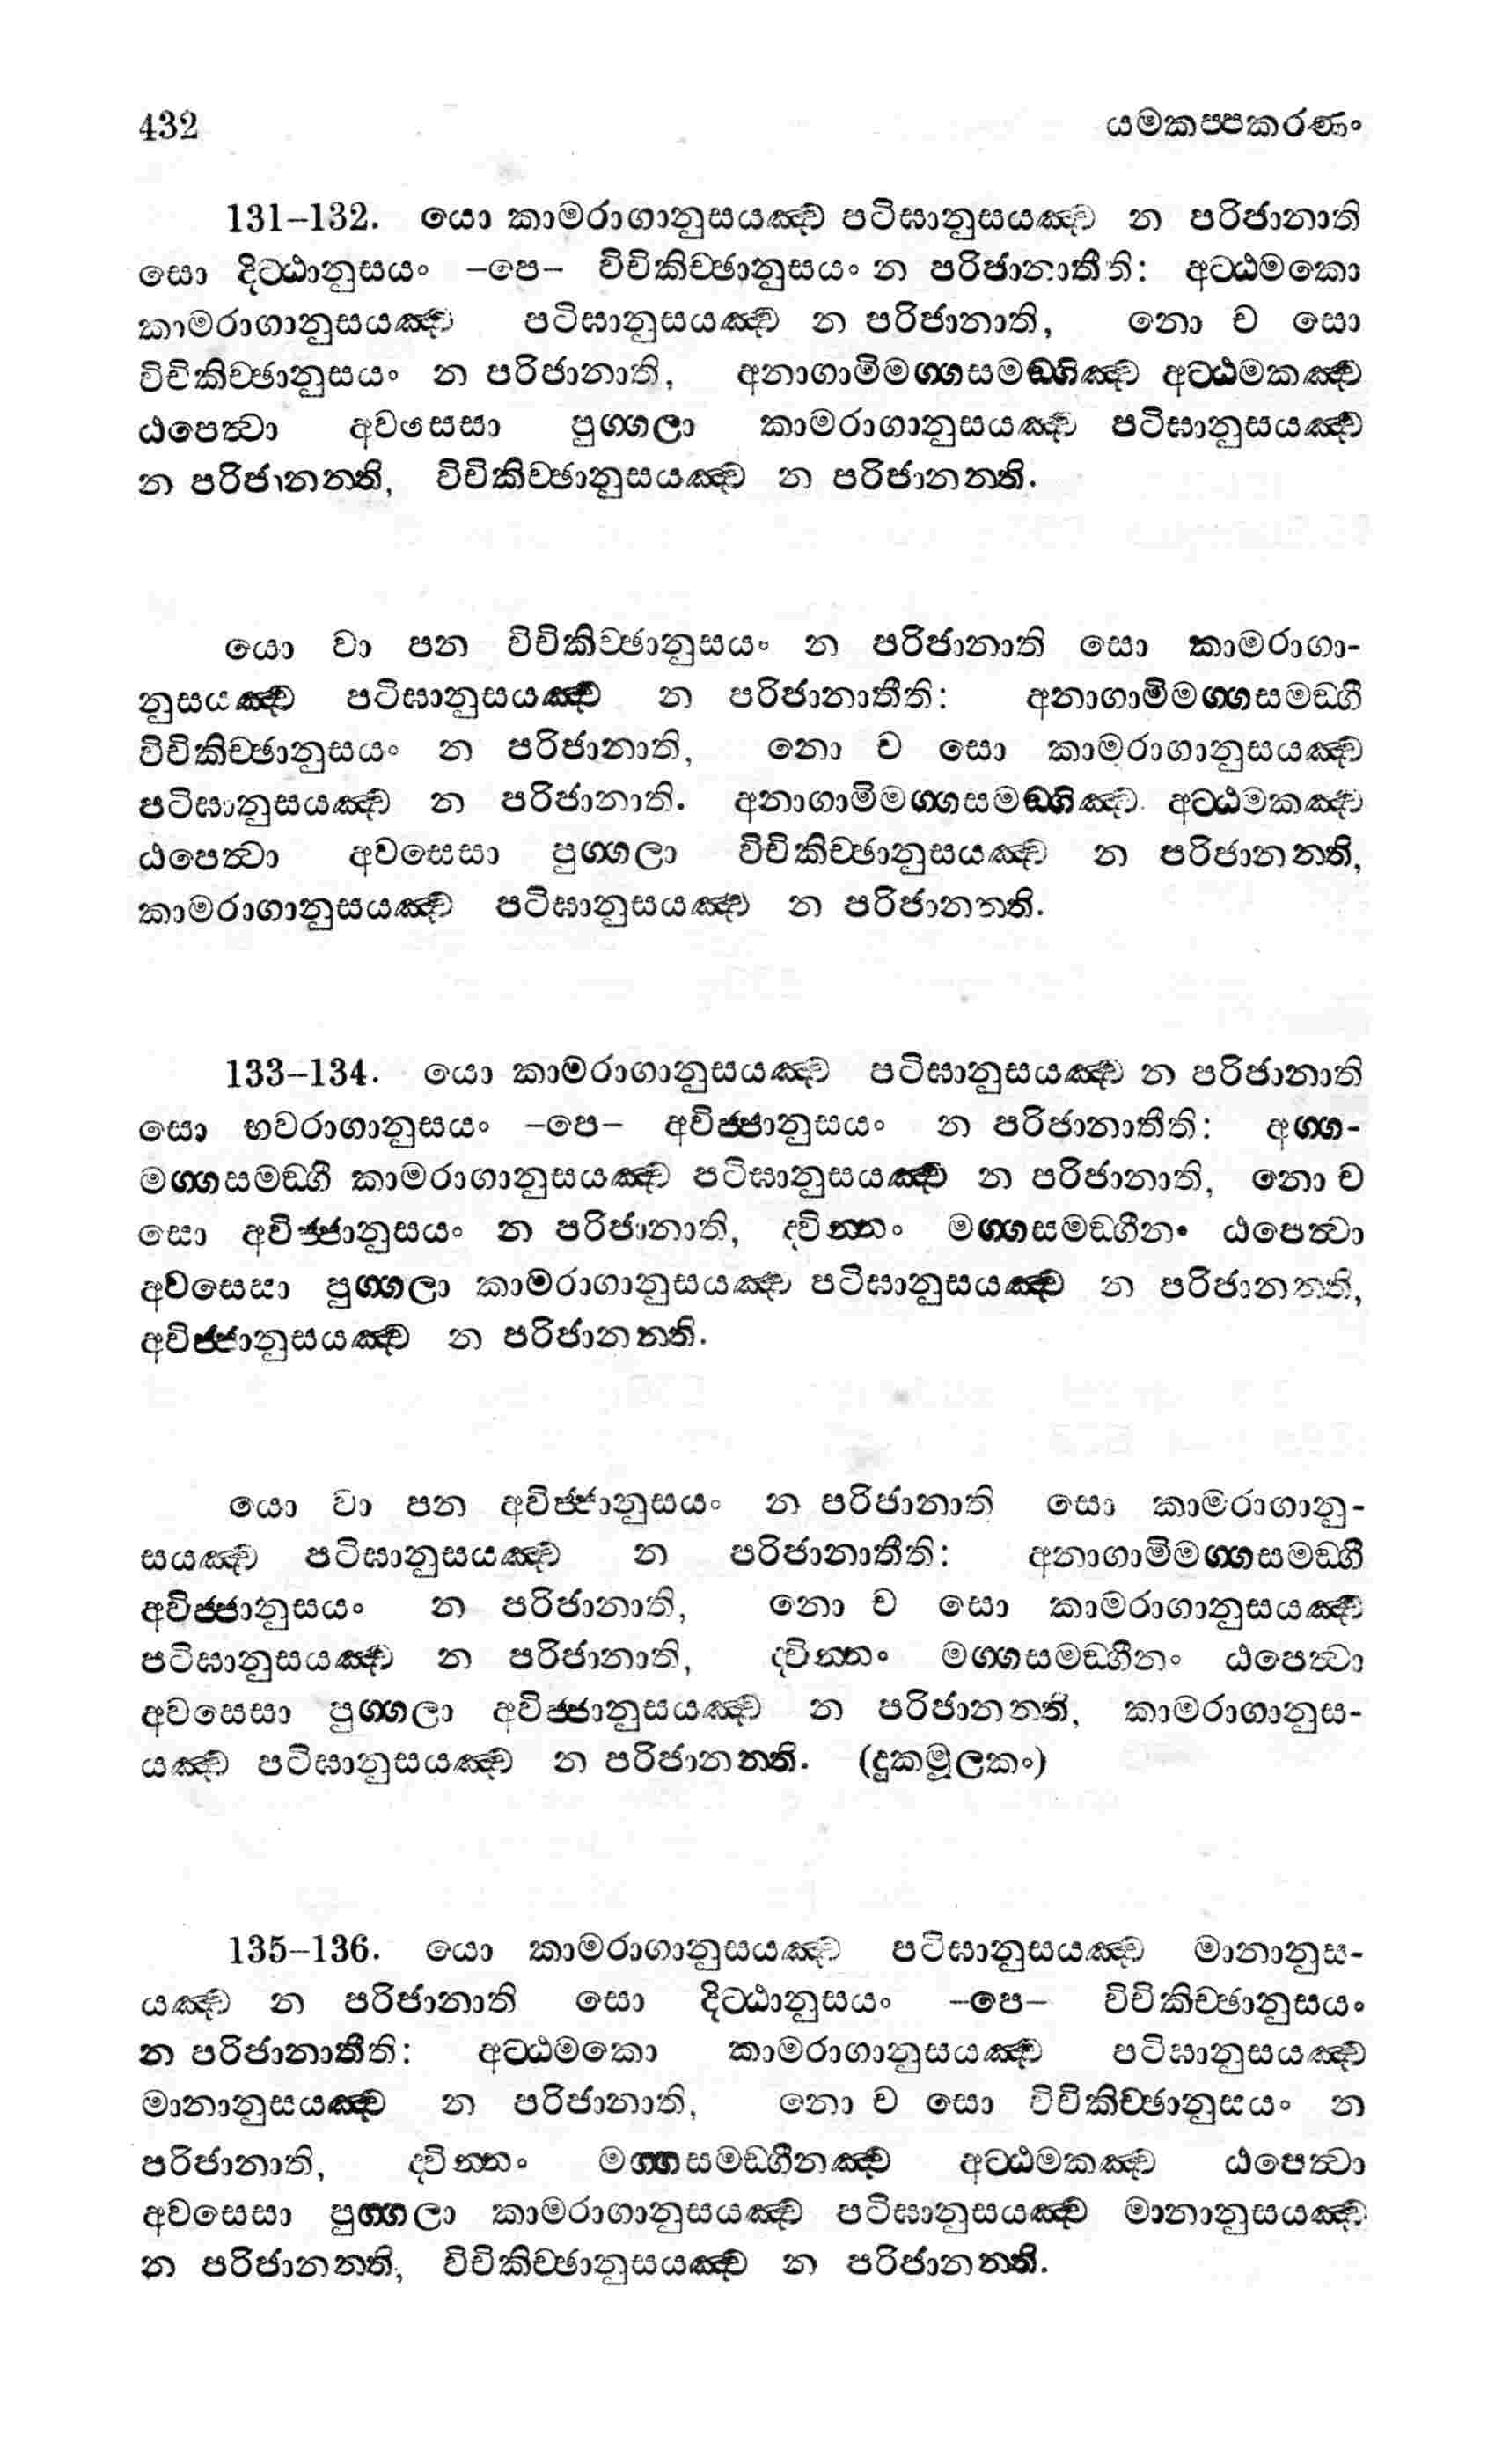 432 යමකප්පකරණං
131–132. යො කාමරාගානුසයඤ්ච පටිඝානුසයඤ්ච න පරිජානාති
සො දිට්ඨානුසයං –පෙ– විචිකිච්ඡානුසයං න පරිජානාතීති: අට්ඨමකො
කාමරාගානුසයඤ්ච පටිඝානුසයඤ්ච න පරිජානාති, නො ච සො
විචිකිච්ඡානුසයං න පරිජානාති, අනාගාමිමග්ගසමඞ්ගිඤ්ච අට්ඨමකඤ්ච
ඨපෙත්වා අවසෙසා පුග්ගලා කාමරාගානුසයඤ්ච පටිඝානුසයඤ්ච
න පරිජානන්ති, විචිකිච්ඡානුසයඤ්ච න පරිජානන්ති.
යො වා පන විචිකිච්ඡානුසයං න පරිජානාති සො කාමරාගා-
නුසයඤ්ච පටිඝානුසයඤ්ච න පරිජානාතීති: අනාගාමිමග්ගසමඞ්ගී
විචිකිච්ඡානුසයං න පරිජානාති, නො ච සො කාමරාගානුසයඤ්ච
පටිඝානුසයඤ්ච න පරිජානාති. අනාගාමිමග්ගසමඞ්ගිඤ්ච අට්ඨමකඤ්ච
ඨපෙත්වා අවසෙසා පුග්ගලා විචිකිච්ඡානුසයඤ්ච න පරිජානන්ති,
කාමරාගානුසයඤ්ච පටිඝානුසයඤ්ච න පරිජානන්ති.
133–134. යො කාමරාගානුසයඤ්ච පටිඝානුසයඤ්ච න පරිජානාති
සො භවරාගානුසයං –පෙ– අවිජ්ජානුසයං න පරිජානාතීති: අග්ග-
මග්ගසමඞ්ගී කාමරාගානුසයඤ්ච පටිඝානුසයඤ්ච න පරිජානාති, නො ච
සො අවිජ්ජානුසයං න පරිජානාති, ද්වින්නං මග්ගසමඞ්ගීනං ඨපෙත්වා
අවසෙසා පුග්ගලා කාමරාගානුසයඤ්ච පටිඝානුසයඤ්ච න පරිජානන්ති,
අවිජ්ජානුසයඤ්ච න පරිජානන්ති.
යො වා පන අවිජ්ජානුසයං න පරිජානාති සො කාමරාගානු-
සයඤ්ච පටිඝානුසයඤ්ච න පරිජානාතීති: අනාගාමිමග්ගසමඞ්ගී
අවිජ්ජානුසයං න පරිජානාති, නො ච සො කාමරාගානුසයඤ්ච
පටිඝානුසයඤ්ච න පරිජානාති, ද්වින්නං මග්ගසමඞ්ගීනං ඨපෙත්වා
අවසෙසා පුග්ගලා අවිජ්ජානුසයඤ්ච න පරිජානන්ති, කාමරාගානුස-
යඤ්ච පටිඝානුසයඤ්ච න පරිජානන්ති. (දුකමූලකං)
135–136. යො කාමරාගානුසයඤ්ච පටිඝානුසයඤ්ච මානානුස-
යඤ්ච න පරිජානාති සො දිට්ඨානුසයං –පෙ– විචිකිච්ඡානුසයං
න පරිජානාතීති: අට්ඨමකො කාමරාගානුසයඤ්ච පටිඝානුසයඤ්ච
මානානුසයඤ්ච න පරිජානාති, නො ච සො විචිකිච්ඡානුසයං න
පරිජානාති, ද්වින්නං මග්ගසමඞ්ගීනඤ්ච අට්ඨමකඤ්ච ඨපෙත්වා
අවසෙසා පුග්ගලා කාමරාගානුසයඤ්ච පටිඝානුසයඤ්ච මානානුසයඤ්ච
න පරිජානන්ති, විචිකිච්ඡානුසයඤ්ච න පරිජානන්ති.